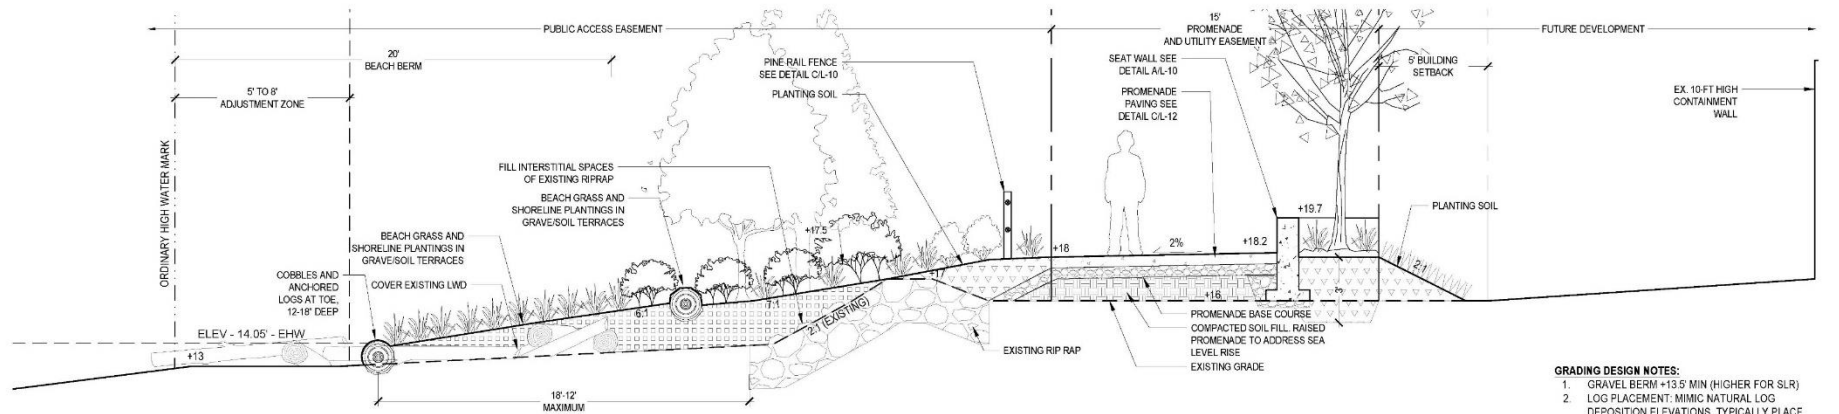 PUBLIC ACCESS EASEMENT
15'
PROMENADE
AND UTILITY EASEMENT
FUTURE DEVELOPMENT
20'
BEACH BERM
5' TO 8'
ADJUSTMENT ZONE
ORDINARY HIGH WATER MARK
PINE RAIL FENCE
SEE DETAIL C/L-10
PLANTING SOIL
SEAT WALL SEE
DETAIL A/L-10
PROMENADE
PAVING SEE
DETAIL C/L-12
5' BUILDING
SETBACK
EX. 10-FT HIGH
CONTAINMENT
WALL
FILL INTERSTITIAL SPACES
OF EXISTING RIPRAP
BEACH GRASS AND
SHORELINE PLANTINGS IN
GRAVE/SOIL TERRACES
BEACH GRASS AND
SHORELINE PLANTINGS IN
GRAVE/SOIL TERRACES
COBBLES AND
ANCHORED
LOGS AT TOE,
12-18" DEEP
COVER EXISTING LWD
ELEV - 14.05' - EHW
+13
6:1
7:1
2:1 (EXISTING)
+17.5
+17
+18
2%
+18.2
+19.7
+16
3'
2:1
PLANTING SOIL
PROMENADE BASE COURSE
COMPACTED SOIL FILL. RAISED
PROMENADE TO ADDRESS SEA
LEVEL RISE
EXISTING GRADE
EXISTING RIP RAP
18'-12'
MAXIMUM
GRADING DESIGN NOTES:
1. GRAVEL BERM +13.5' MIN (HIGHER FOR SLR)
2. LOG PLACEMENT: MIMIC NATURAL LOG
DEPOSITION ELEVATIONS, TYPICALLY PLACE